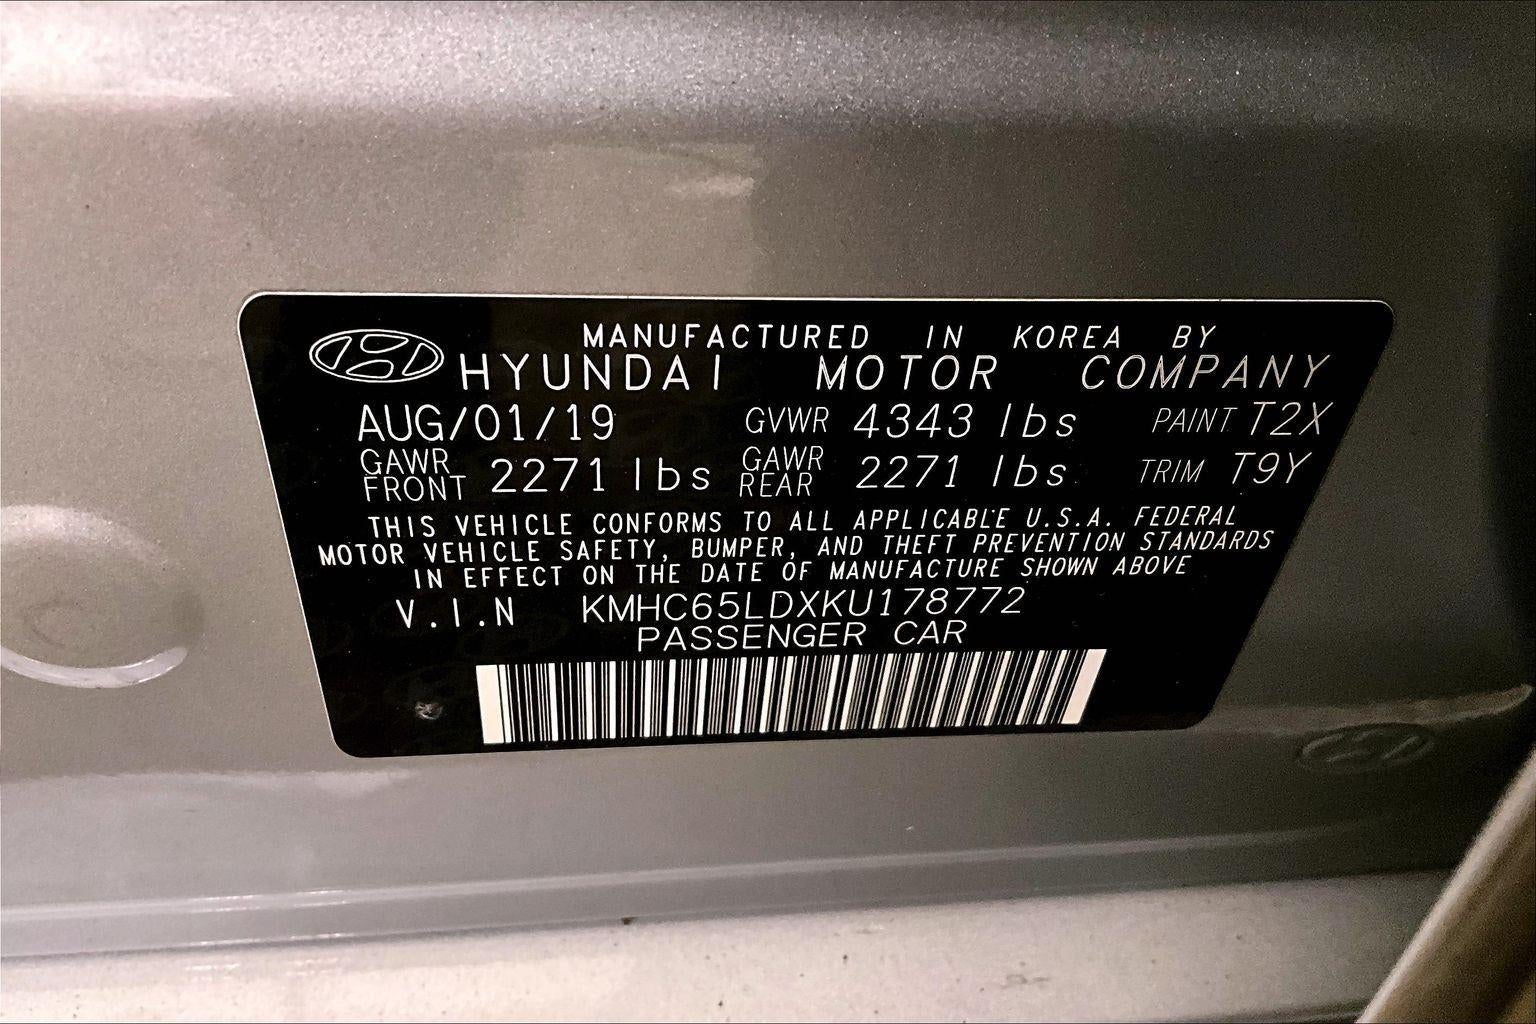 MANUFACTURED IN KOREA BY
HYUNDAI MOTOR COMPANY
AUG/01/19 GVWR 4343 lbs PAINT T2X
GAWR FRONT 2271 lbs GAWR REAR 2271 lbs TRIM T9Y
THIS VEHICLE CONFORMS TO ALL APPLICABLE U.S.A. FEDERAL
MOTOR VEHICLE SAFETY, BUMPER, AND THEFT PREVENTION STANDARDS
IN EFFECT ON THE DATE OF MANUFACTURE SHOWN ABOVE
V.I.N KMHC65LDXKU178772
PASSENGER CAR